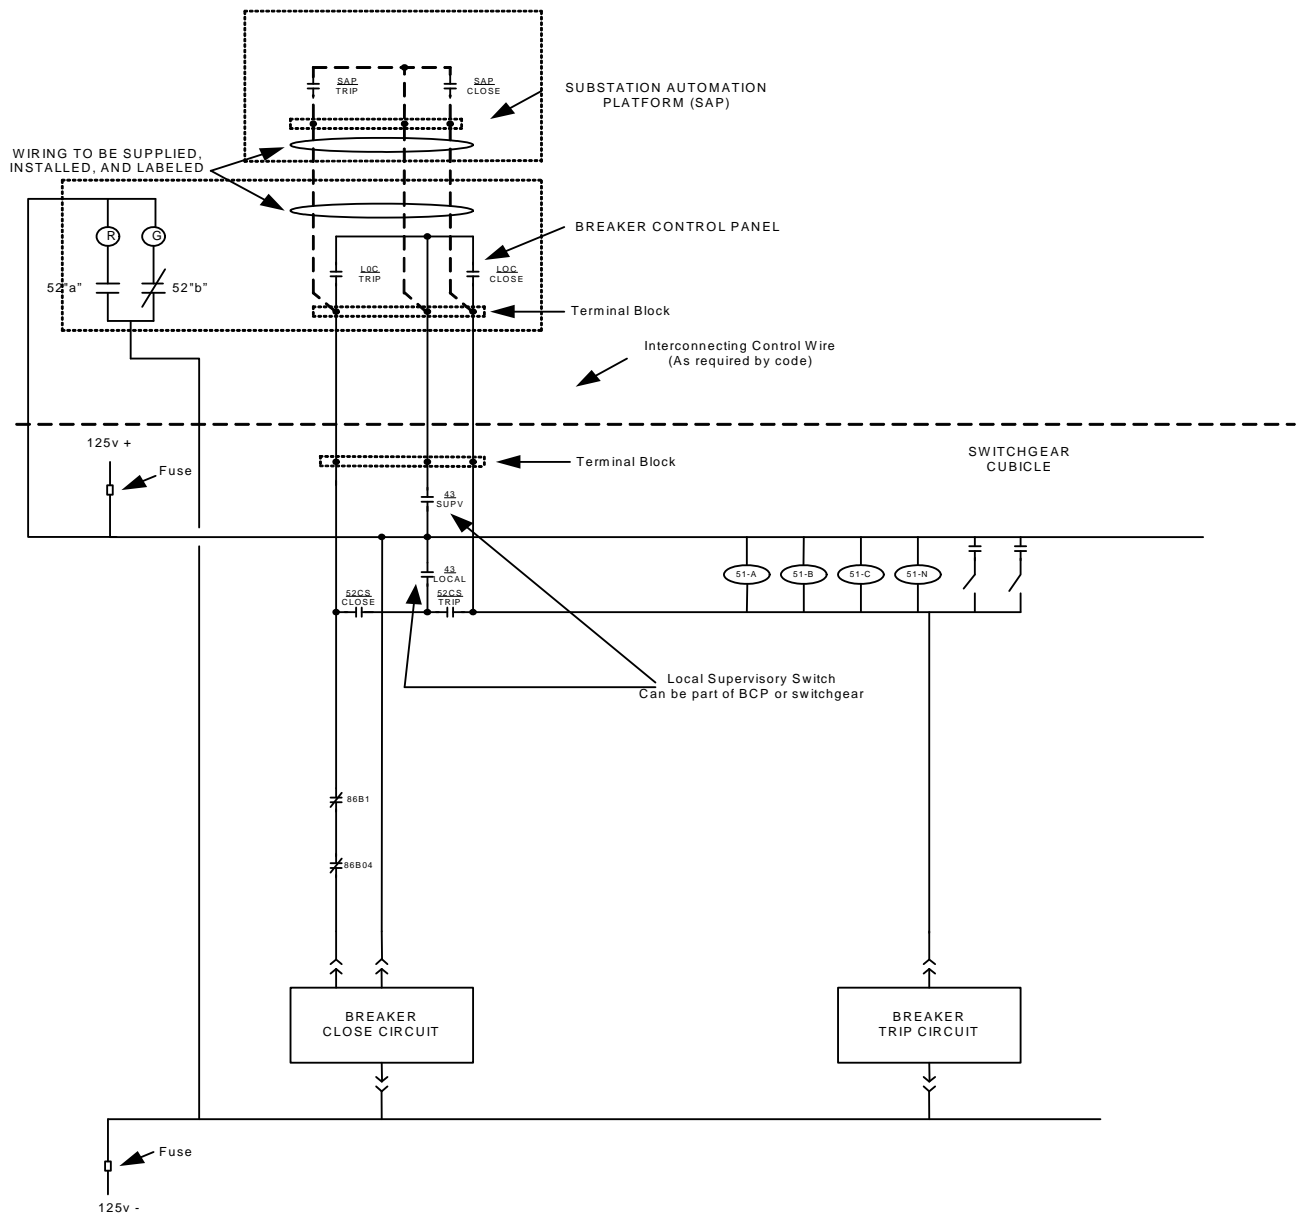 SAP
TRIP
SAP
CLOSE
SUBSTATION AUTOMATION
PLATFORM (SAP)
WIRING TO BE SUPPLIED,
INSTALLED, AND LABELED
R
G
BREAKER CONTROL PANEL
L0C
TRIP
LOC
CLOSE
52"a"
52"b"
Terminal Block
Interconnecting Control Wire
(As required by code)
125v +
Fuse
SWITCHGEAR
CUBICLE
Terminal Block
43
SUPV
43
LOCAL
51-A
51-B
51-C
51-N
52CS
CLOSE
52CS
TRIP
Local Supervisory Switch
Can be part of BCP or switchgear
86B1
86B04
BREAKER
CLOSE CIRCUIT
BREAKER
TRIP CIRCUIT
Fuse
125v -